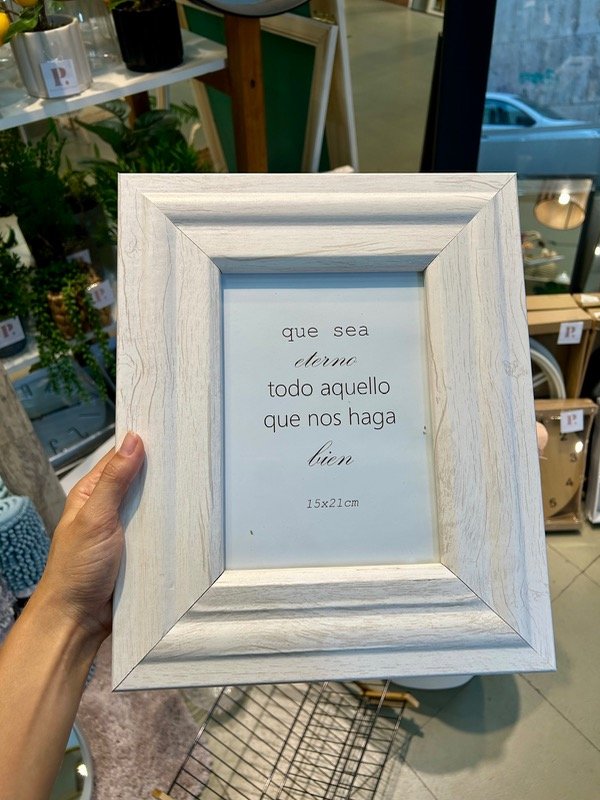 P.
que sea
eterno
todo aquello
que nos haga
bien
15x21cm
P.
P.
P.
P.